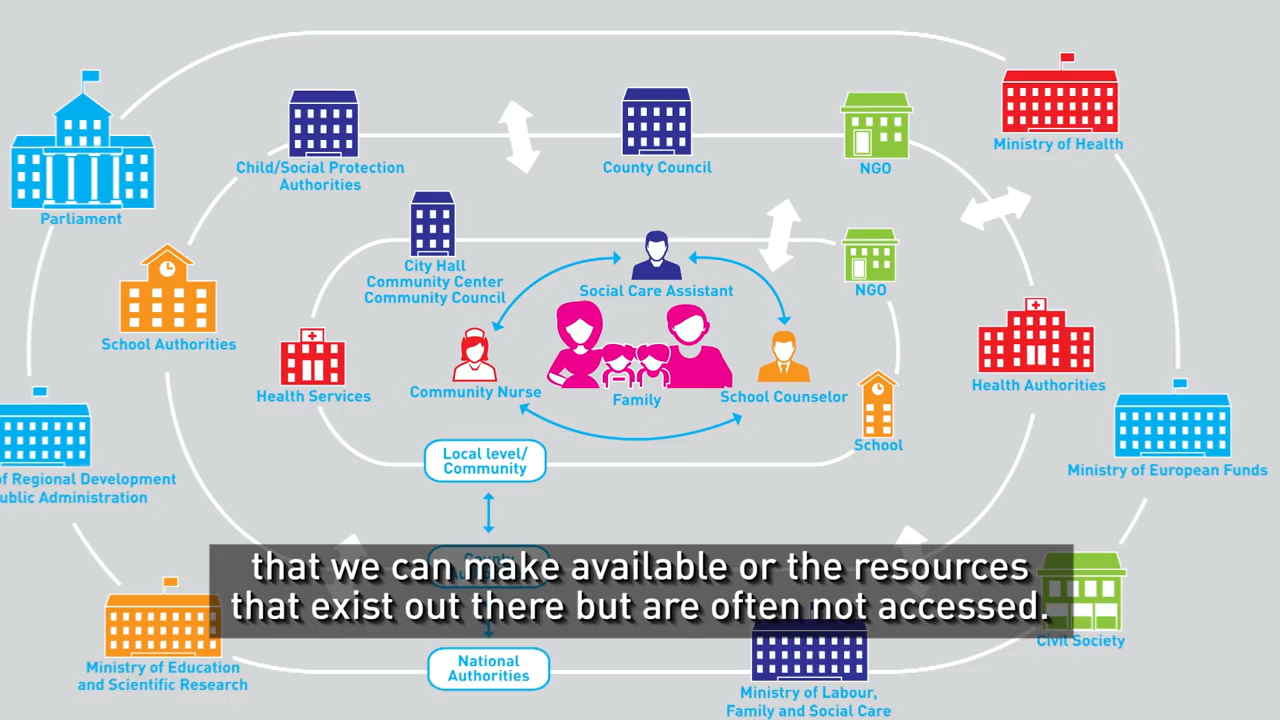 Ministry of Health
Child/Social Protection
Authorities
County Council
NGO
Parliament
City Hall
Community Center
Community Council
Social Care Assistant
NGO
School Authorities
Health Services
Community Nurse
Family
School Counselor
Health Authorities
School
Local level/
Community
of Regional Development
ublic Administration
Ministry of European Funds
that we can make available or the resources
that exist out there but are often not accessed.
Civil Society
Ministry of Education
and Scientific Research
National
Authorities
Ministry of Labour,
Family and Social Care